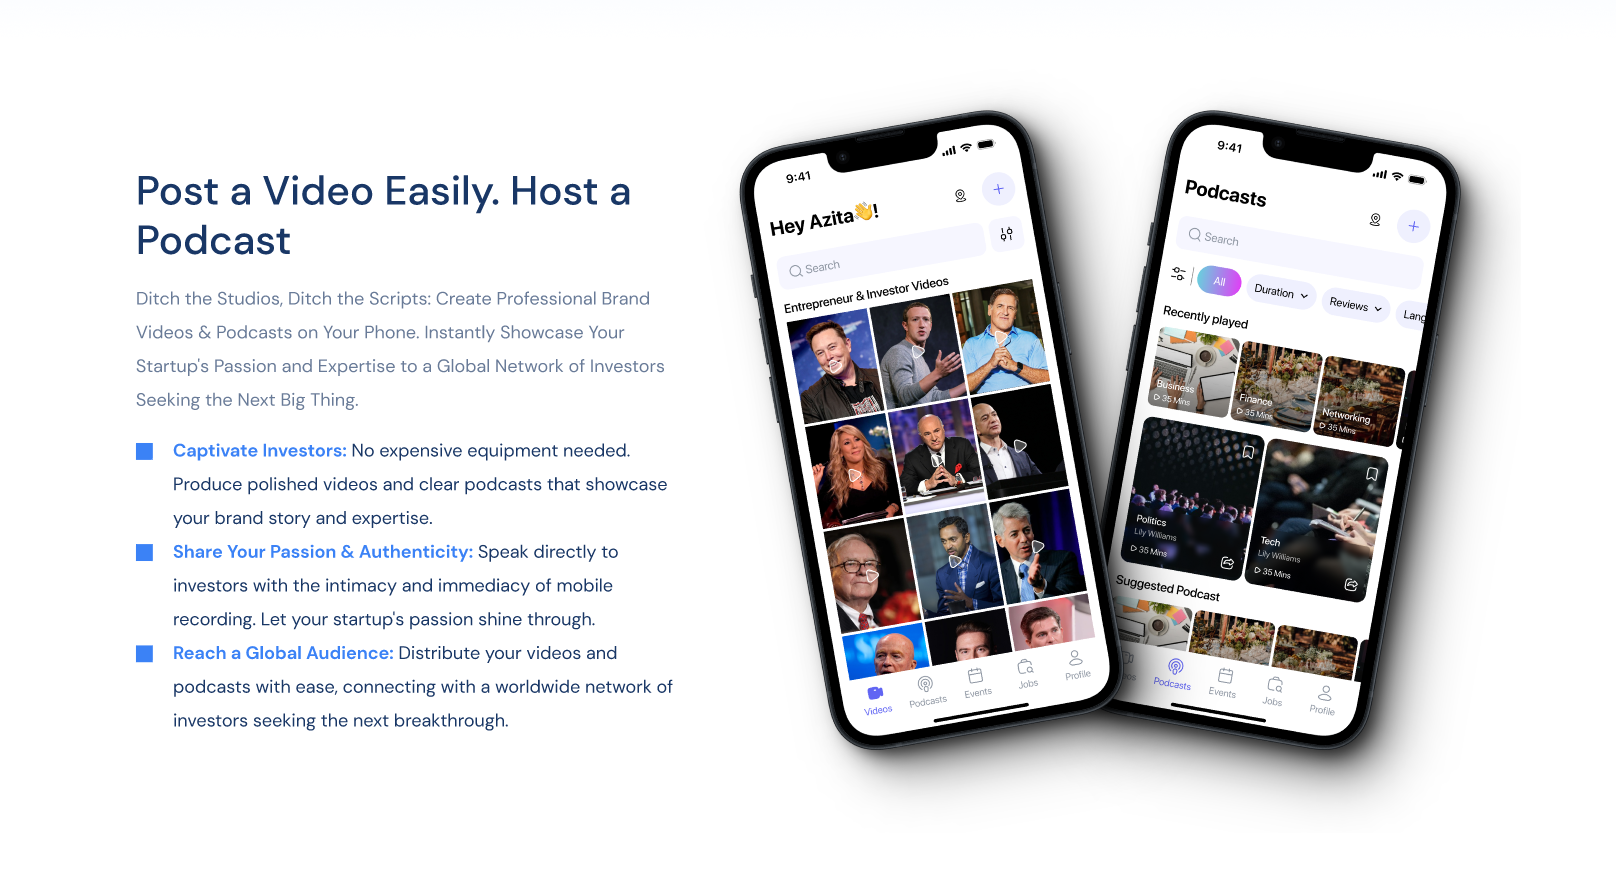 Post a Video Easily. Host a
Podcast
Ditch the Studios, Ditch the Scripts: Create Professional Brand
Videos & Podcasts on Your Phone. Instantly Showcase Your
Startup's Passion and Expertise to a Global Network of Investors
Seeking the Next Big Thing.
Captivate Investors: No expensive equipment needed.
Produce polished videos and clear podcasts that showcase
your brand story and expertise.
Share Your Passion & Authenticity: Speak directly to
investors with the intimacy and immediacy of mobile
recording. Let your startup's passion shine through.
Reach a Global Audience: Distribute your videos and
podcasts with ease, connecting with a worldwide network of
investors seeking the next breakthrough.
9:41
Hey Azita👋!
Search
Entrepreneur & Investor Videos
Videos
Podcasts
Events
Jobs
Profile
9:41
Podcasts
Search
All
Duration
Reviews
Lang
Recently played
Business
35 Mins
Finance
35 Mins
Networking
35 Mins
Politics
Lily Williams
35 Mins
Tech
Lily Williams
35 Mins
Suggested Podcast
Podcasts
Events
Jobs
Profile